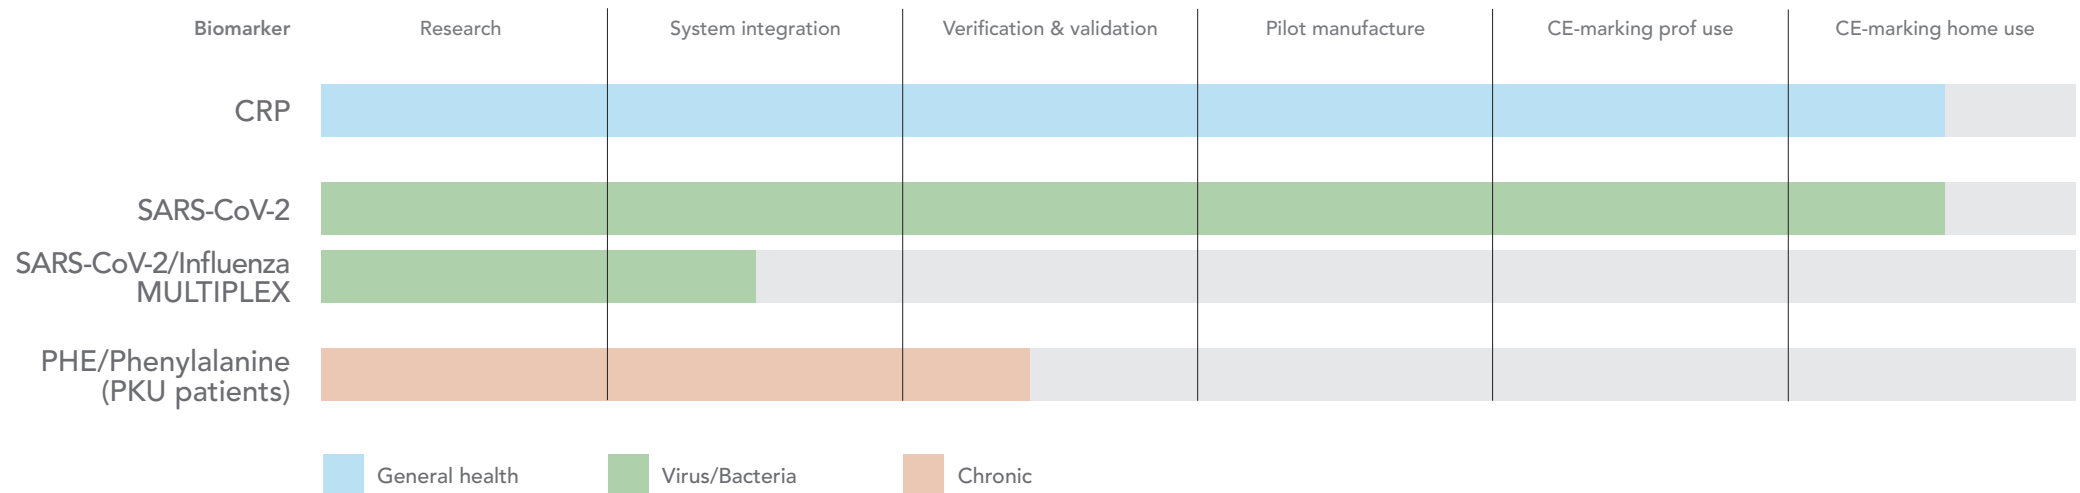 Biomarker
Research
System integration
Verification & validation
Pilot manufacture
CE-marking prof use
CE-marking home use
CRP
SARS-CoV-2
SARS-CoV-2/Influenza
MULTIPLEX
PHE/Phenylalanine
(PKU patients)
General health
Virus/Bacteria
Chronic